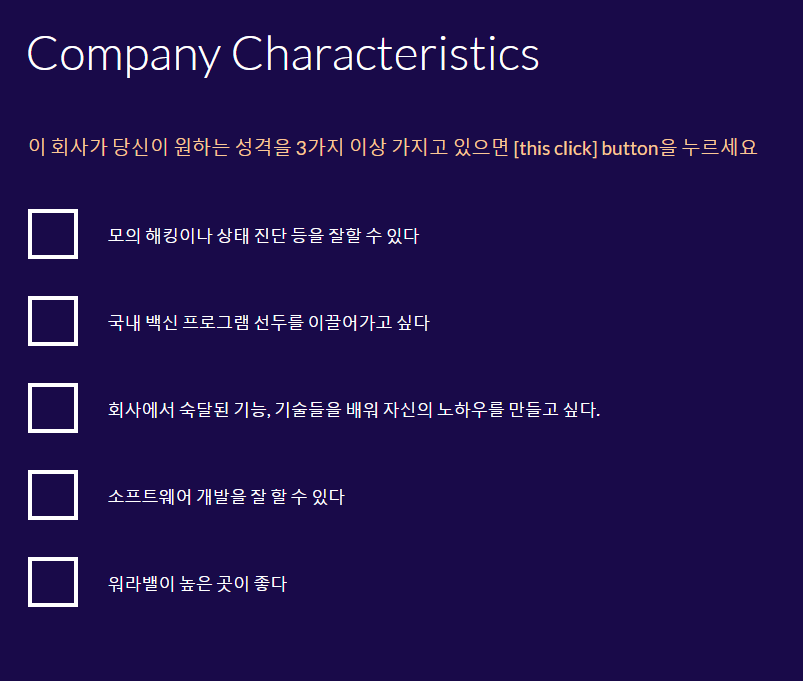 Company Characteristics
이 회사가 당신이 원하는 성격을 3가지 이상 가지고 있으면 [this click] button을 누르세요
모의 해킹이나 상태 진단 등을 잘할 수 있다
국내 백신 프로그램 선두를 이끌어가고 싶다
회사에서 숙달된 기능, 기술들을 배워 자신의 노하우를 만들고 싶다.
소프트웨어 개발을 잘 할 수 있다
워라밸이 높은 곳이 좋다